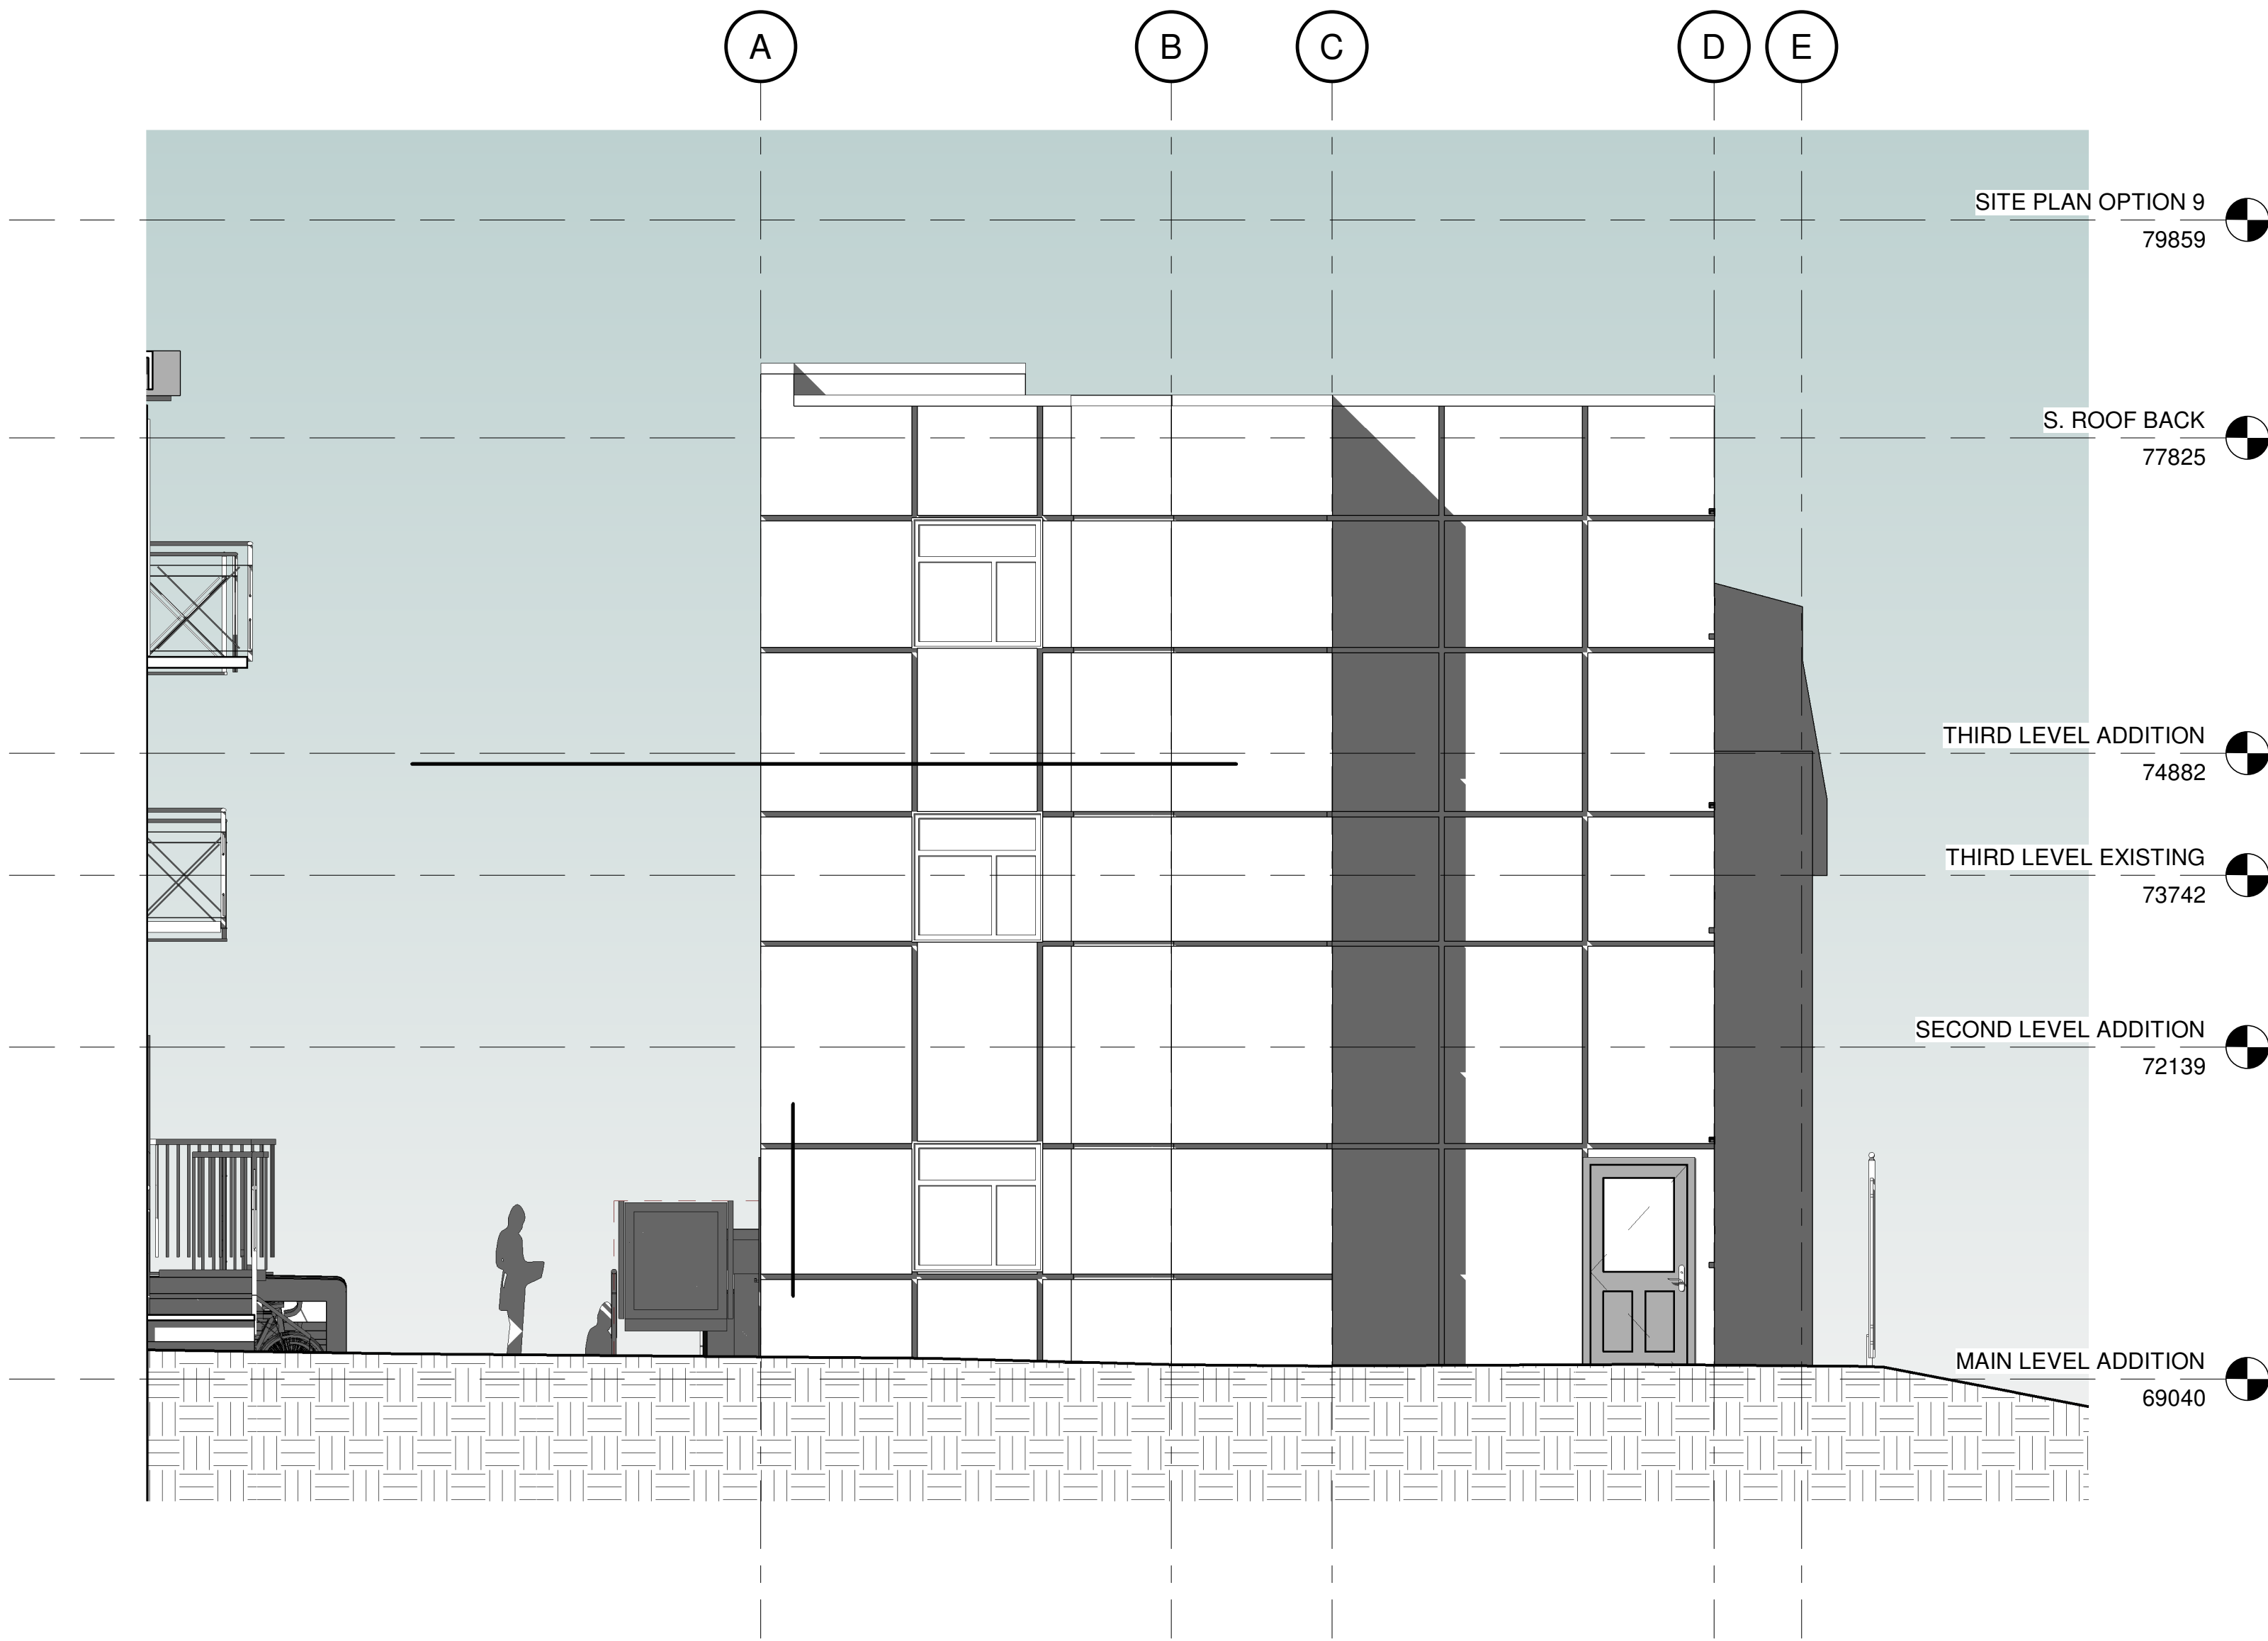 A B C D E
SITE PLAN OPTION 9
79859
S. ROOF BACK
77825
THIRD LEVEL ADDITION
74882
THIRD LEVEL EXISTING
73742
SECOND LEVEL ADDITION
72139
MAIN LEVEL ADDITION
69040